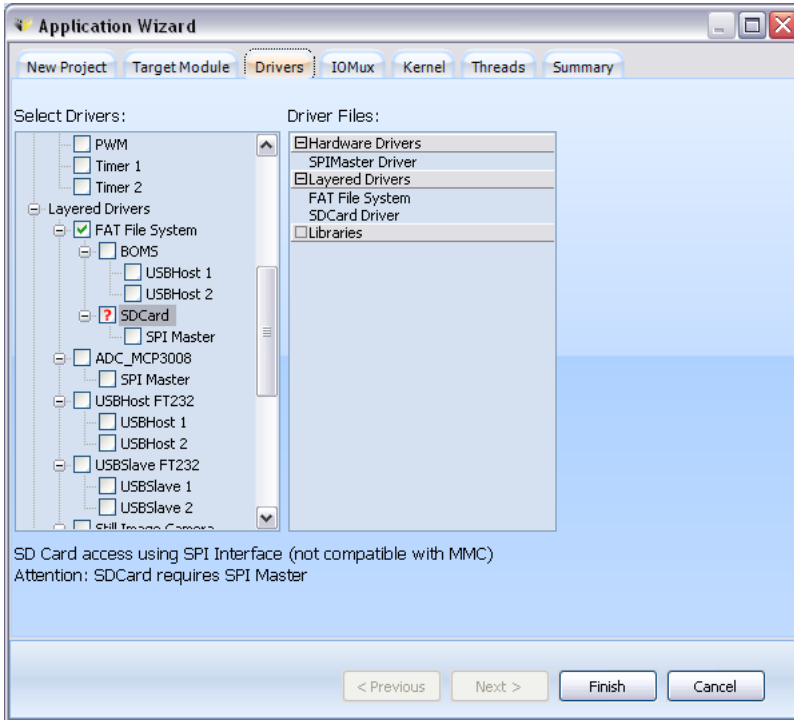 Application Wizard
New Project Target Module Drivers IOMux Kernel Threads Summary
Select Drivers:
PWM
Timer 1
Timer 2
Layered Drivers
FAT File System
BOMS
USBHost 1
USBHost 2
? SDCard
SPI Master
ADC_MCP3008
SPI Master
USBHost FT232
USBHost 1
USBHost 2
USBSlave FT232
USBSlave 1
USBSlave 2
Still Image Camera
Driver Files:
Hardware Drivers
SPIMaster Driver
Layered Drivers
FAT File System
SDCard Driver
Libraries
SD Card access using SPI Interface (not compatible with MMC)
Attention: SDCard requires SPI Master
< Previous Next > Finish Cancel